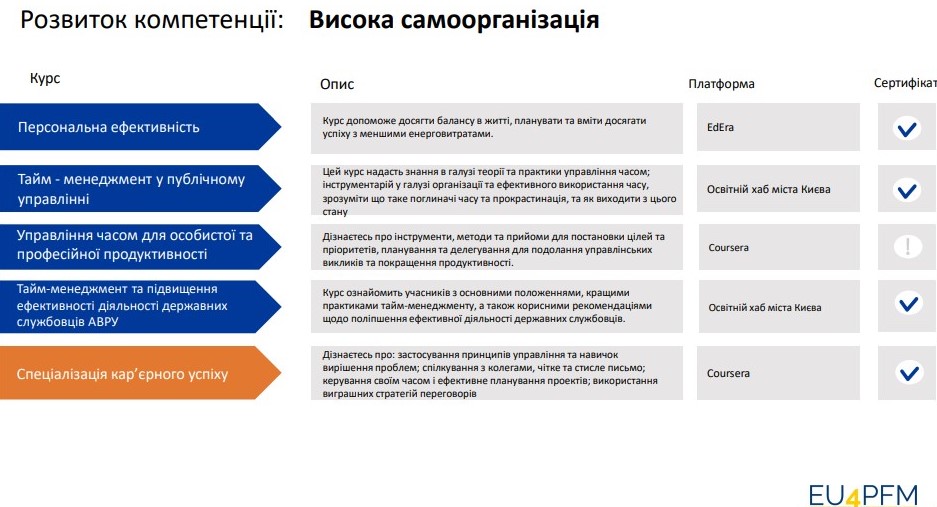 Розвиток компетенції: Висока самоорганізація
Курс
Опис
Платформа
Сертифікат
Персональна ефективність
Курс допоможе досягти балансу в житті, планувати та вміти досягати
успіху з меншими енерговитратами.
EdEra
Тайм - менеджмент у публічному
управлінні
Цей курс надасть знання в галузі теорії та практики управління часом;
інструментарій у галузі організації та ефективного використання часу,
зрозуміти що таке поглиначі часу та прокрастинація, та як виходити з цього
стану
Освітній хаб міста Києва
Управління часом для особистої та
професійної продуктивності
Дізнаєтесь про інструменти, методи та прийоми для постановки цілей та
пріоритетів, планування та делегування для подолання управлінських
викликів та покращення продуктивності.
Coursera
Тайм-менеджмент та підвищення
ефективності діяльності державних
службовців АВРУ
Курс ознайомить учасників з основними положеннями, кращими
практиками тайм-менеджменту, а також корисними рекомендаціями
щодо поліпшення ефективної діяльності державних службовців.
Освітній хаб міста Києва
Спеціалізація кар’єрного успіху
Дізнаєтесь про: застосування принципів управління та навичок
вирішення проблем; спілкування з колегами, чітке та стисле письмо;
керування своїм часом і ефективне планування проектів; використання
виграшних стратегій переговорів
Coursera
EU4PFM